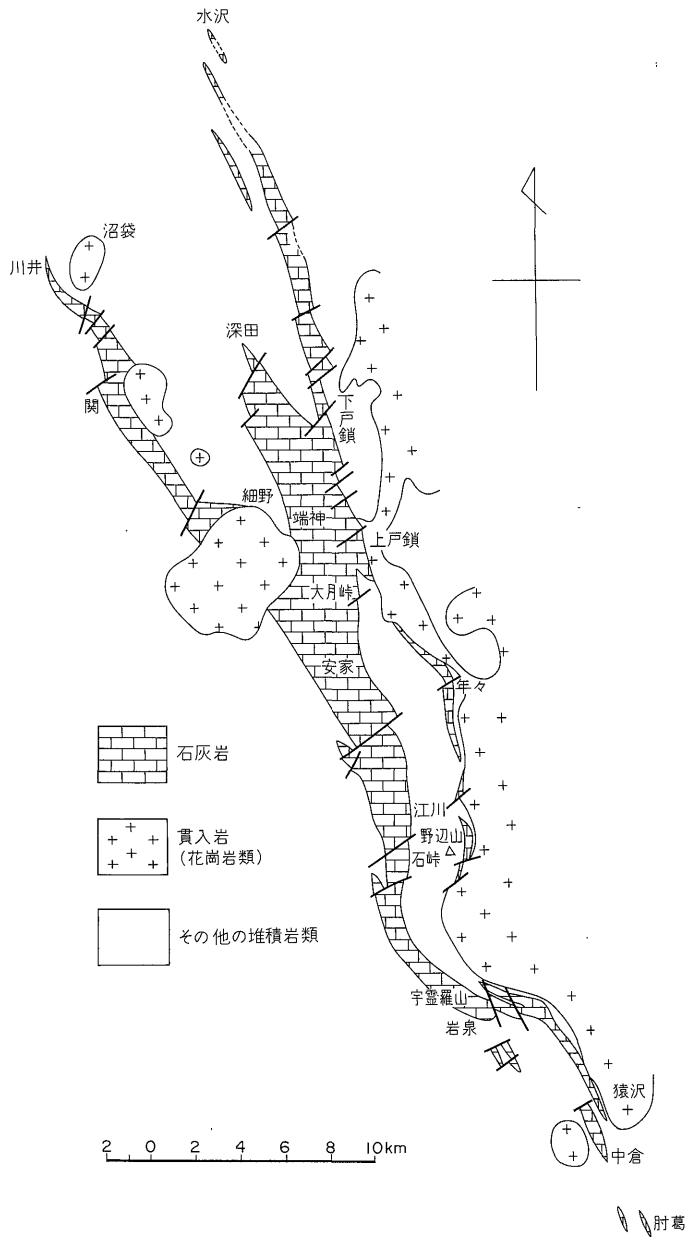 水沢
沼袋
川井
深田
関
下戸鎖
細野
端神
上戸鎖
大月峠
安家
年々
石灰岩
江川
野辺山
石峠
貫入岩
(花崗岩類)
その他の堆積岩類
宇霊羅山
岩泉
猿沢
2 0 2 4 6 8 10km
中倉
肘葛